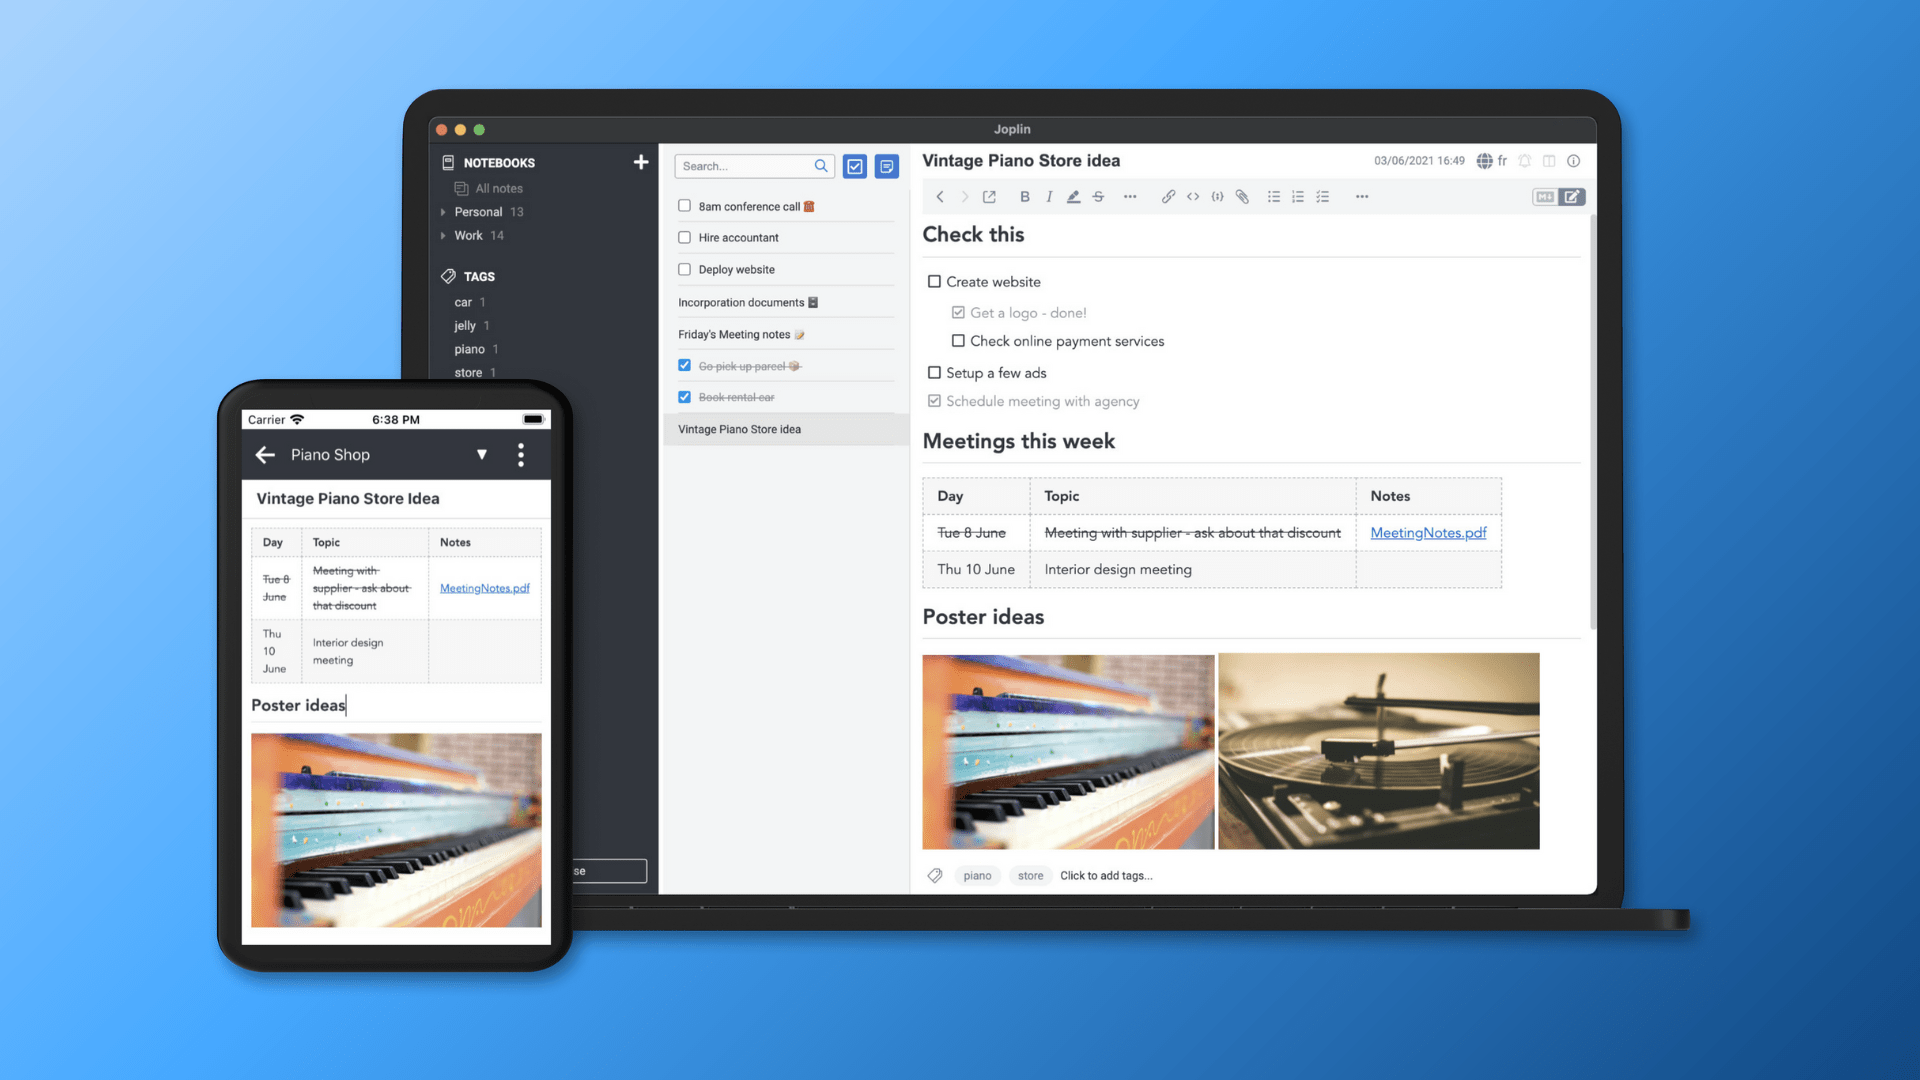 Joplin
NOTEBOOKS
All notes
Personal 13
Work 14
TAGS
car 1
jelly 1
piano 1
store 1
se
Search...
8am conference call
Hire accountant
Deploy website
Incorporation documents
Friday's Meeting notes
Go pick up parcel
Book rental car
Vintage Piano Store idea
Vintage Piano Store idea
03/06/2021 16:49 fr
B I S
M
Check this
Create website
Get a logo - done!
Check online payment services
Setup a few ads
Schedule meeting with agency
Meetings this week
Day Topic Notes
Tue 8 June Meeting with supplier - ask about that discount MeetingNotes.pdf
Thu 10 June Interior design meeting
Poster ideas
piano store Click to add tags...
Carrier 6:38 PM
Piano Shop
Vintage Piano Store Idea
Day Topic Notes
Tue 8
June
Meeting with
supplier - ask about
that discount
MeetingNotes.pdf
Thu
10
June
Interior design
meeting
Poster ideas